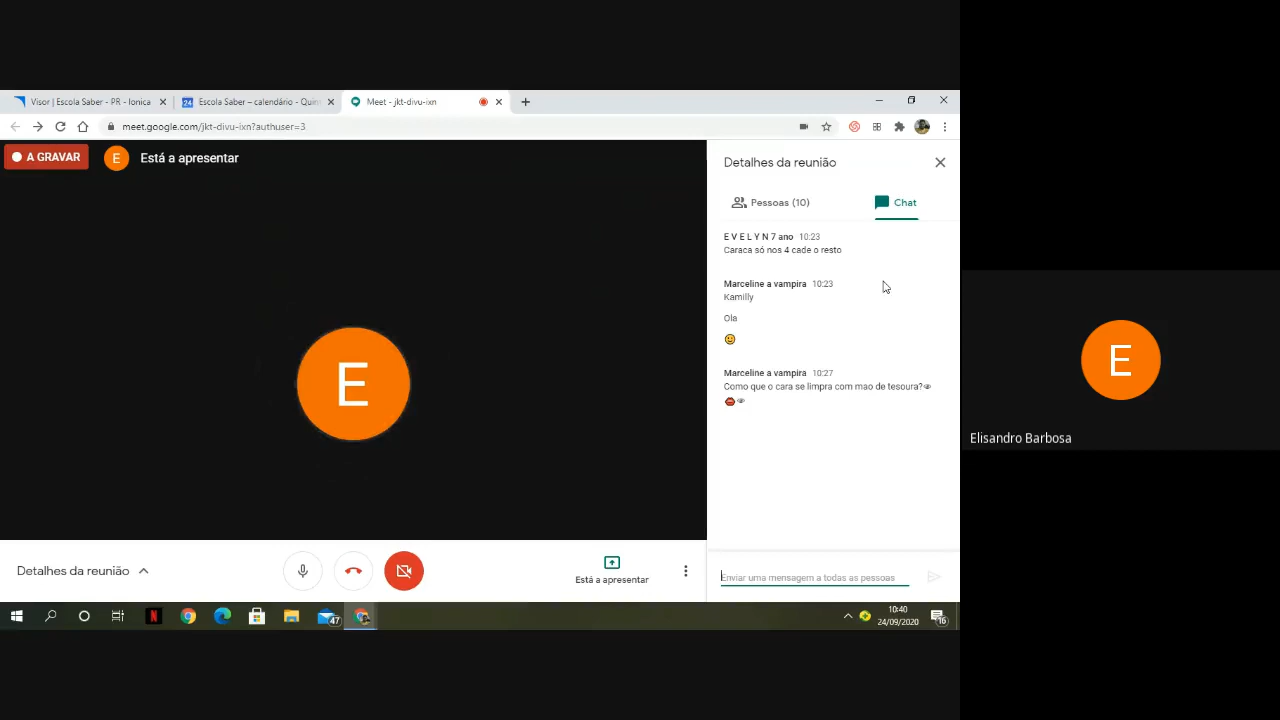 Visor | Escola Saber - PR - Ionica
24
Escola Saber – calendário - Quin
Meet - jkt-divu-ixn
meet.google.com/jkt-divu-ixn?authuser=3
A GRAVAR
E
Está a apresentar
Detalhes da reunião
Pessoas (10)
Chat
E V E L Y N 7 ano 10:23
Caraca só nos 4 cade o resto
Marceline a vampira 10:23
Kamilly
Ola
Marceline a vampira 10:27
Como que o cara se limpra com mao de tesoura?
E
E
Elisandro Barbosa
Detalhes da reunião
Está a apresentar
Enviar uma mensagem a todas as pessoas
N
47
10:40
24/09/2020
16